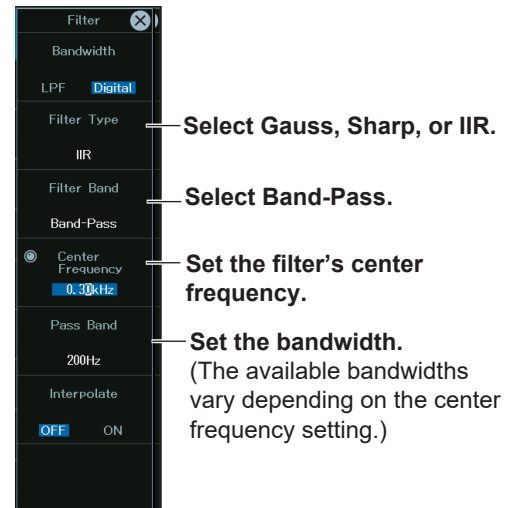 Filter
Bandwidth
LPF Digital
Filter Type
IIR
Select Gauss, Sharp, or IIR.
Filter Band
Band-Pass
Select Band-Pass.
Center
Frequency
0.30kHz
Set the filter's center
frequency.
Pass Band
200Hz
Set the bandwidth.
(The available bandwidths
vary depending on the center
frequency setting.)
Interpolate
OFF ON